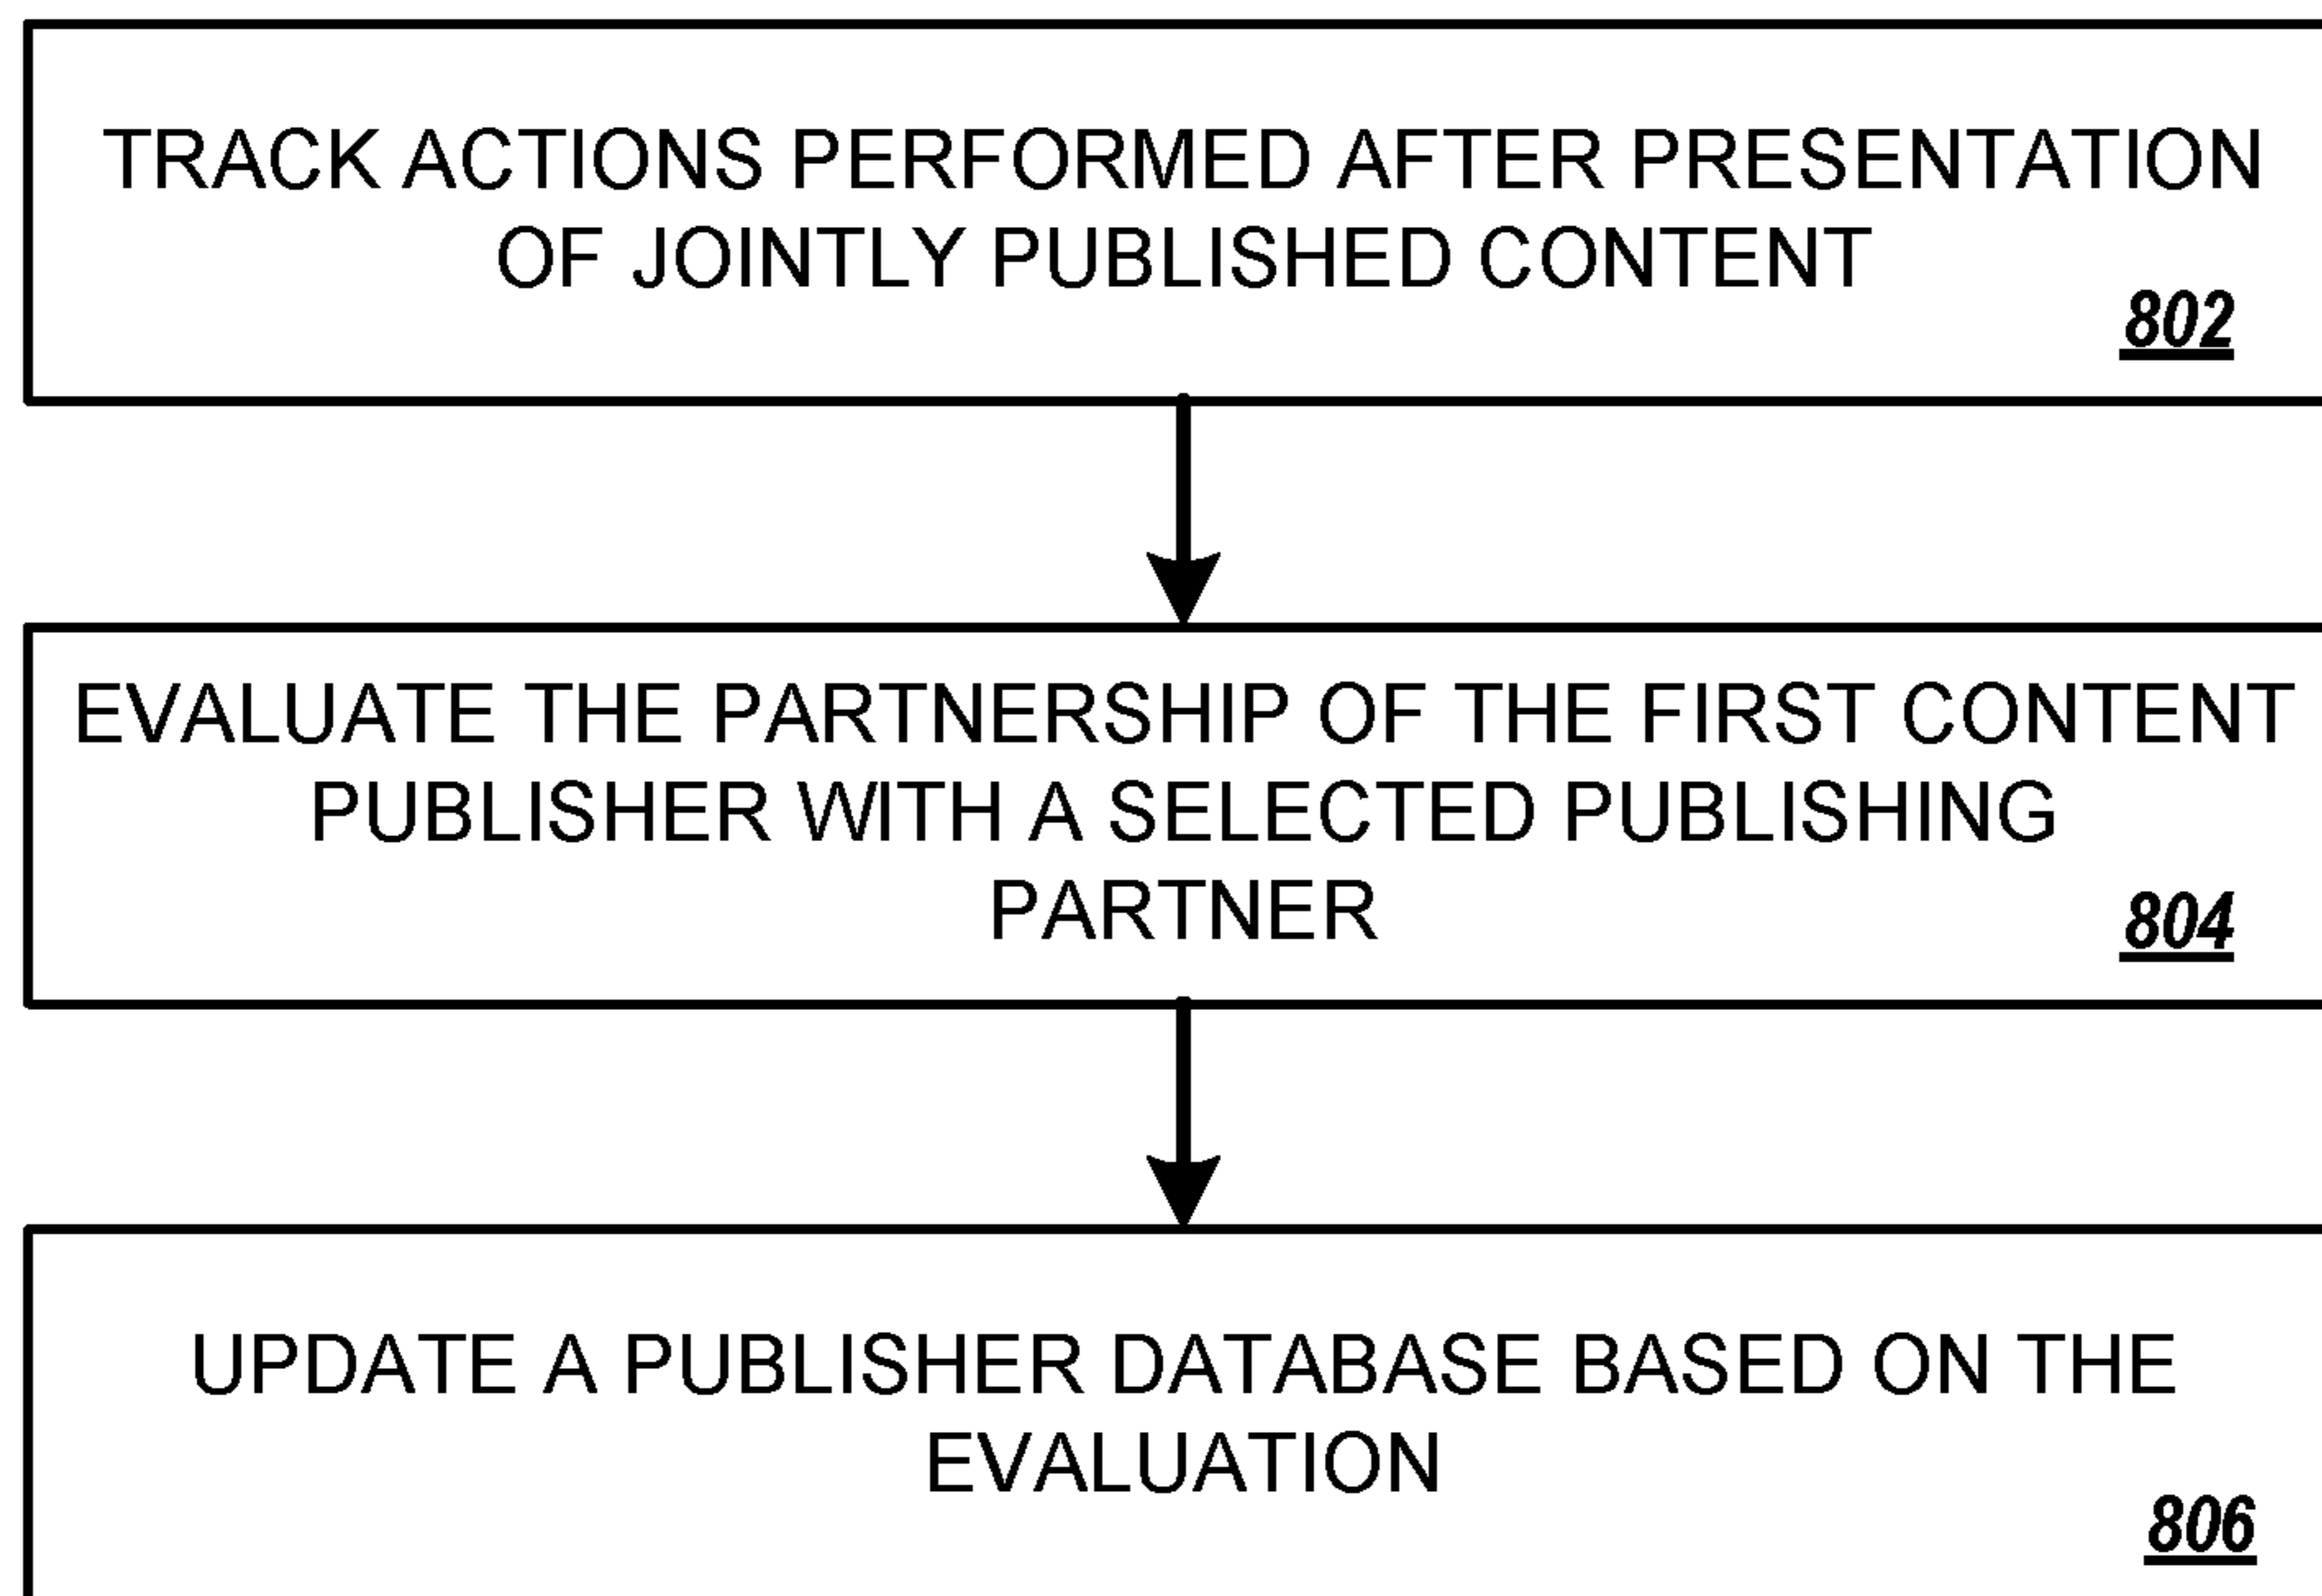 TRACK ACTIONS PERFORMED AFTER PRESENTATION
OF JOINTLY PUBLISHED CONTENT
802
EVALUATE THE PARTNERSHIP OF THE FIRST CONTENT
PUBLISHER WITH A SELECTED PUBLISHING
PARTNER
804
UPDATE A PUBLISHER DATABASE BASED ON THE
EVALUATION
806